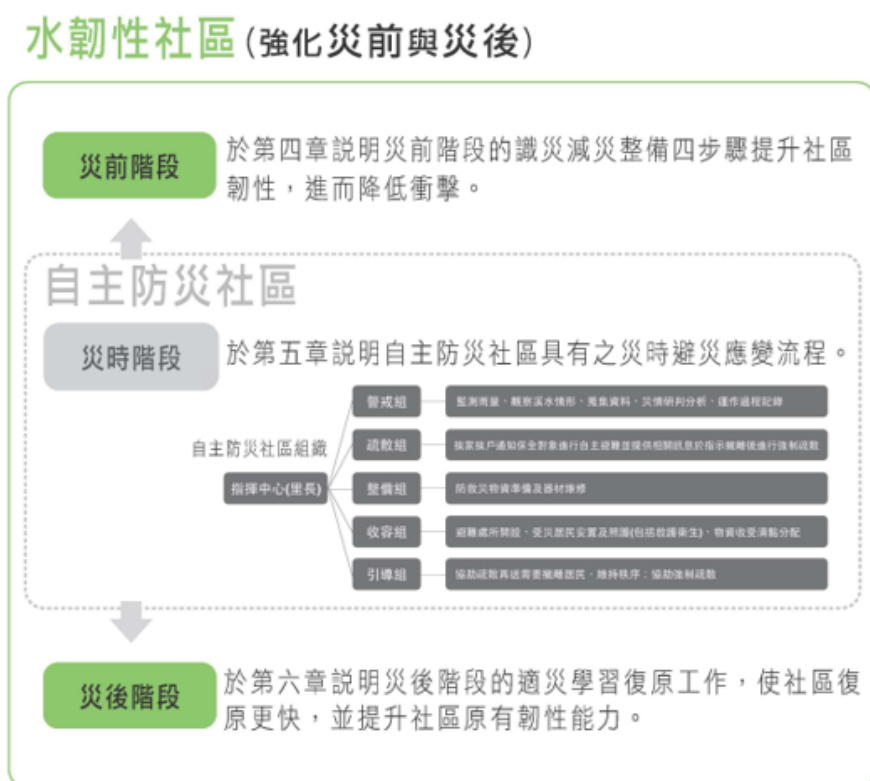 水韌性社區(強化災前與災後)
災前階段
於第四章説明災前階段的識災減災整備四步驟提升社區
韌性，進而降低衝擊。
自主防災社區
災時階段
於第五章説明自主防災社區具有之災時避災應變流程。
自主防災社區組織
指揮中心(里長)
警戒組
監測雨量、觀察溪水情形、蒐集資料、災情研判分析、運作過程記錄
疏散組
挨家挨戶通知保全對象進行自主避難並提供相關訊息於指示撤離後進行強制疏散
整備組
防救災物資準備及器材維修
收容組
避難處所開設、受災居民安置及照護(包括救護衛生)、物資收受清點分配
引導組
協助疏散再送需要撤離居民、維持秩序；協助強制疏散
災後階段
於第六章説明災後階段的適災學習復原工作，使社區復
原更快，並提升社區原有韌性能力。